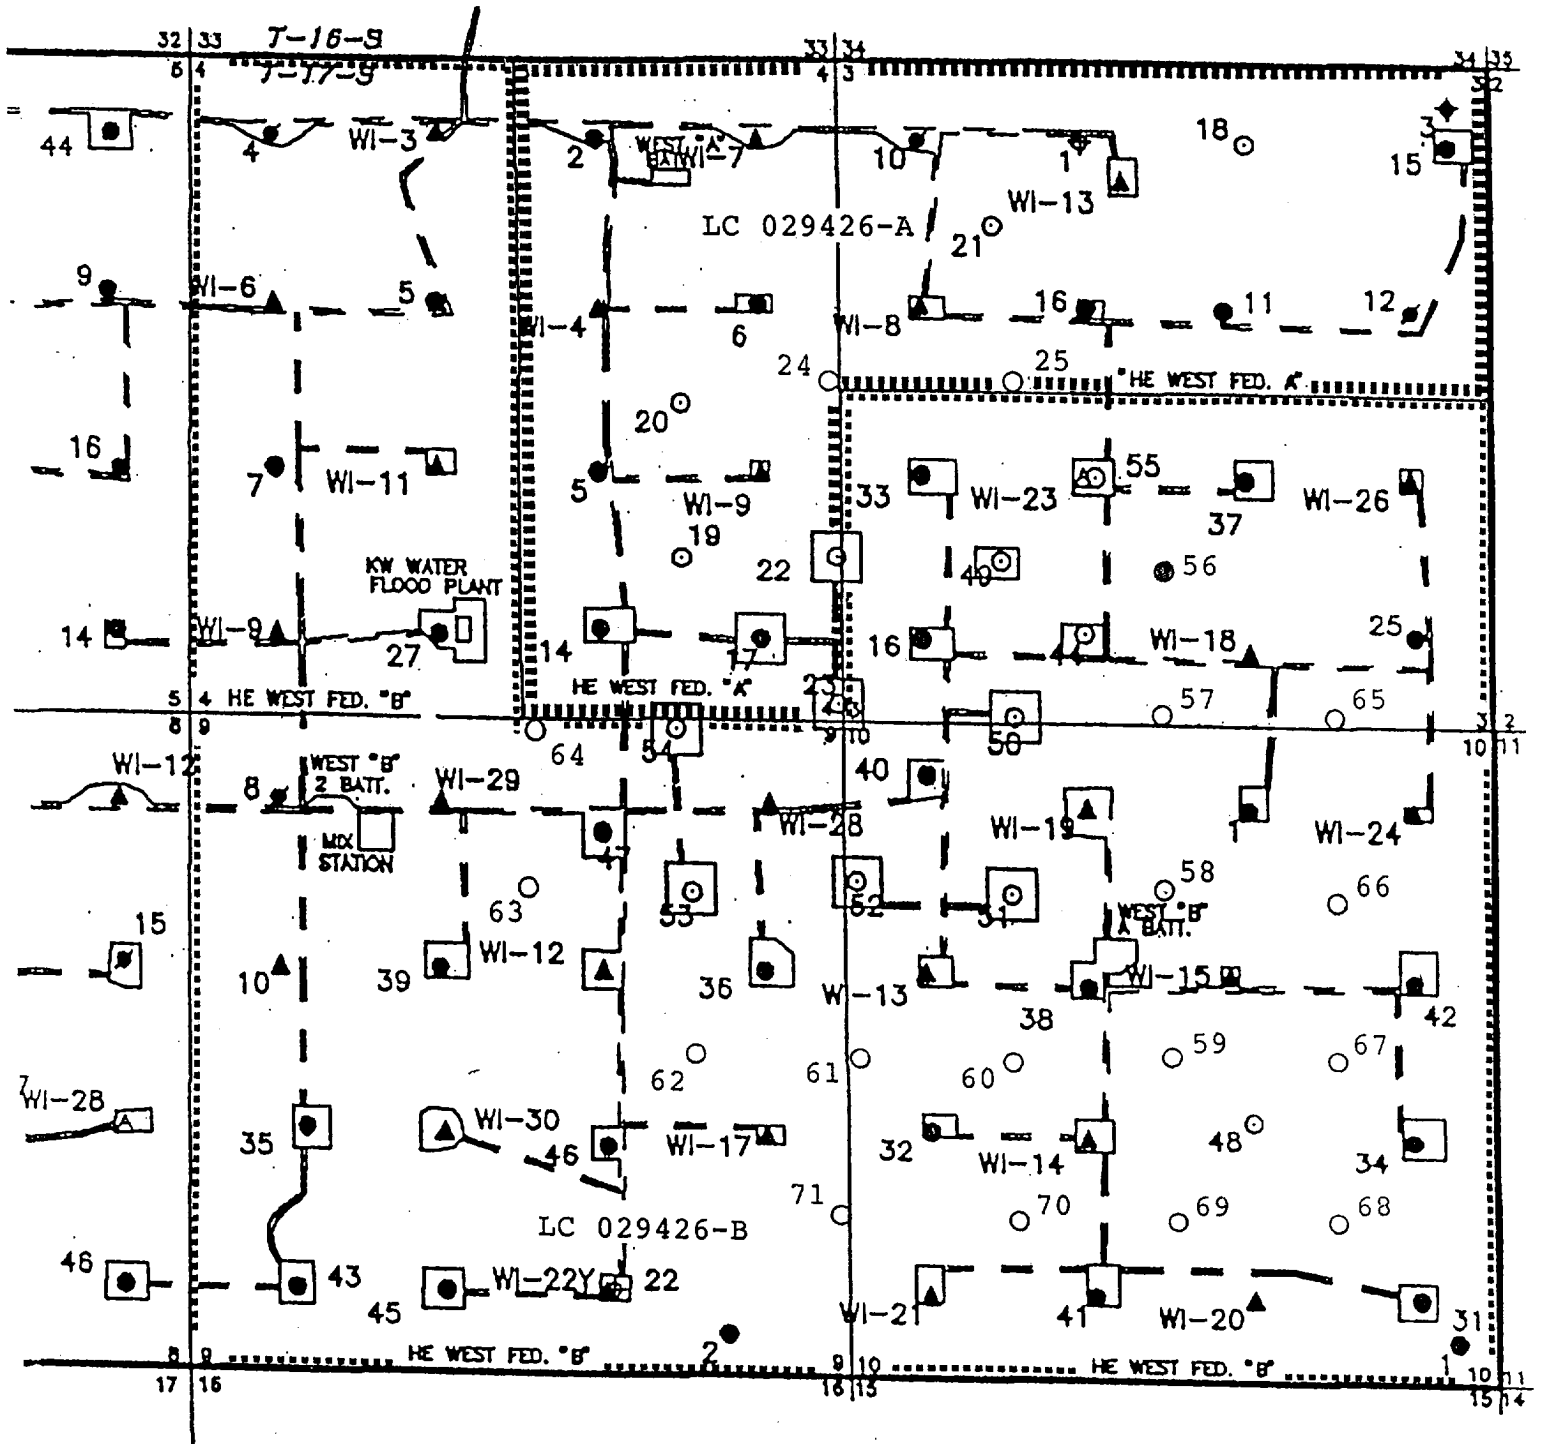 32 33 T-16-S 33 34 34 35
5 4 T-17-S 4 3 3 2
44 4 WI-3 2 WEST "A" WI-7 10 1 18 3 15
BAT
WI-13
LC 029426-A 21
9 WI-6 5 WI-4 6 WI-8 16 11 12
24 25 "HE WEST FED. A"
20
16 7 WI-11 5 WI-9 33 WI-23 A 55 37 WI-26
19 22 49 56
KW WATER
FLOOD PLANT
14 WI-9 27 14 17 16 44 WI-18 25
5 4 HE WEST FED. "B" HE WEST FED. "A" 23 4 3 57 65 3 2
8 9 64 54 9 10 50 10 11
WI-12 8 WEST "B" WI-29 40
2 BATT.
MIX
STATION
47 WI-28 WI-19 1 WI-24
63 53 52 51 58 66
WEST "B"
A BATT.
15 10 39 WI-12 36 WI-13 38 WI-15 42
62 61 60 59 67
7
WI-28 A 35 WI-30 46 WI-17 32 WI-14 48 34
71 70 69 68
LC 029426-B
46 43 45 WI-22Y 22 WI-21 41 WI-20 31
2 1
8 9 HE WEST FED. "B" 9 10 HE WEST FED. "B" 10 11
17 16 16 15 15 14